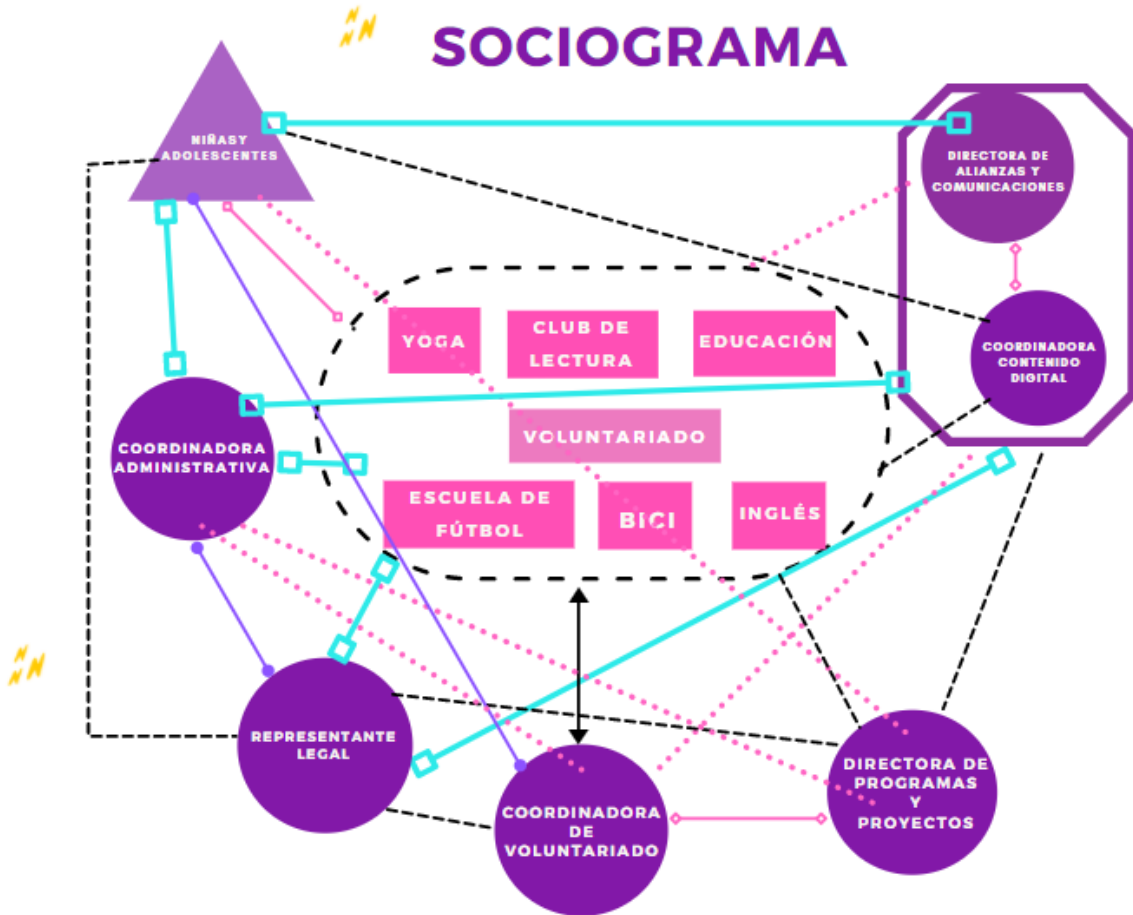 SOCIOGRAMA
NIÑASY
ADOLESCENTES
DIRECTORA DE
ALIANZAS Y
COMUNICACIONES
YOGA
CLUB DE
LECTURA
EDUCACIÓN
COORDINADORA
CONTENIDO
DIGITAL
VOLUNTARIADO
COORDINADORA
ADMINISTRATIVA
ESCUELA DE
FÚTBOL
BICI
INGLÉS
REPRESENTANTE
LEGAL
COORDINADORA
DE
VOLUNTARIADO
DIRECTORA DE
PROGRAMAS
Y
PROYECTOS